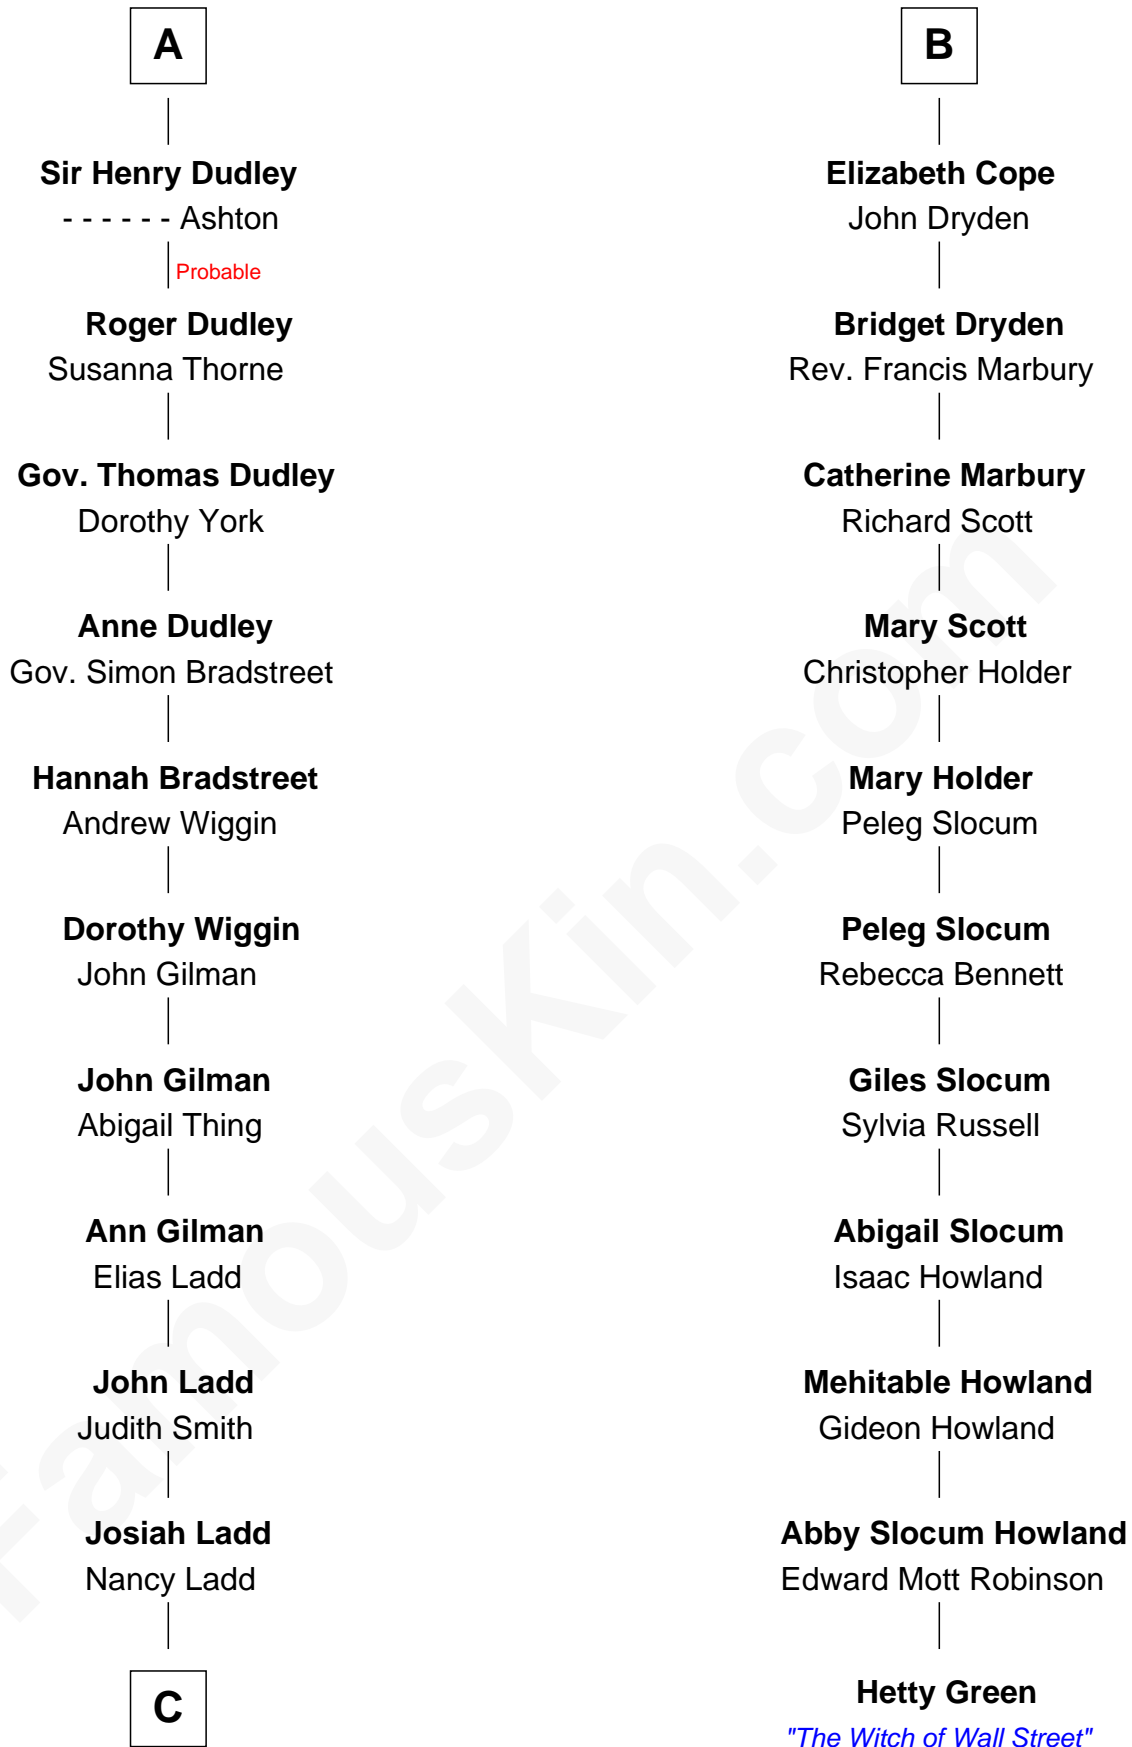 A
Sir Henry Dudley
- - - - - - Ashton
Probable
Roger Dudley
Susanna Thorne
Gov. Thomas Dudley
Dorothy York
Anne Dudley
Gov. Simon Bradstreet
Hannah Bradstreet
Andrew Wiggin
Dorothy Wiggin
John Gilman
John Gilman
Abigail Thing
Ann Gilman
Elias Ladd
John Ladd
Judith Smith
Josiah Ladd
Nancy Ladd
C
B
Elizabeth Cope
John Dryden
Bridget Dryden
Rev. Francis Marbury
Catherine Marbury
Richard Scott
Mary Scott
Christopher Holder
Mary Holder
Peleg Slocum
Peleg Slocum
Rebecca Bennett
Giles Slocum
Sylvia Russell
Abigail Slocum
Isaac Howland
Mehitable Howland
Gideon Howland
Abby Slocum Howland
Edward Mott Robinson
Hetty Green
"The Witch of Wall Street"
FamousKin.com